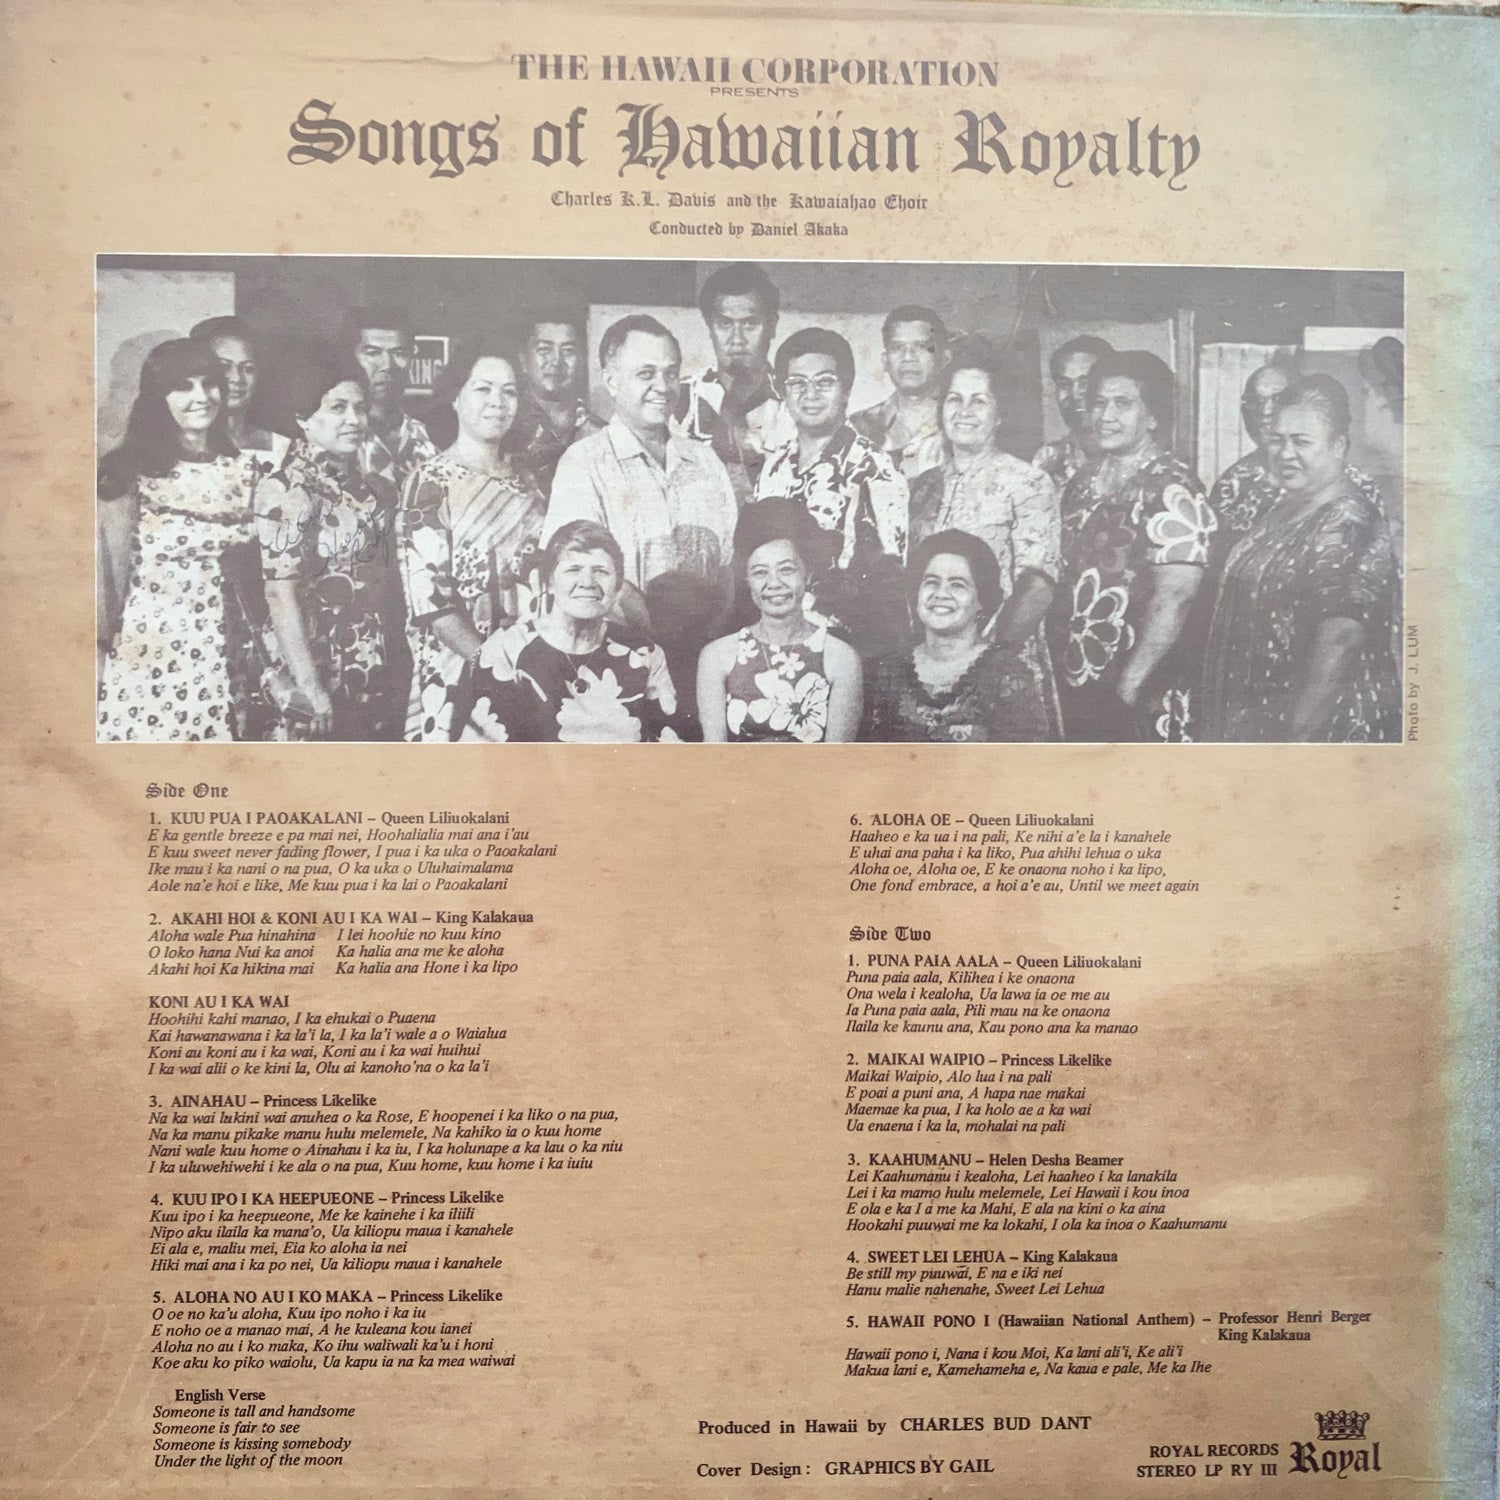 THE HAWAII CORPORATION
PRESENTS
Songs of Hawaiian Royalty
Charles K.L. Davis and the Kawaiahao Choir
Conducted by Daniel Akaka
KING
Photo by J. LUM
Side One
1. KUU PUA I PAOAKALANI – Queen Liliuokalani
E ka gentle breeze e pa mai nei, Hoohalialia mai ana i'au
E kuu sweet never fading flower, I pua i ka uka o Paoakalani
Ike mau i ka nani o na pua, O ka uka o Uluhaimalama
Aole na'e hoi e like, Me kuu pua i ka lai o Paoakalani
2. AKAHI HOI & KONI AU I KA WAI – King Kalakaua
Aloha wale Pua hinahina I lei hoohie no kuu kino
O loko hana Nui ka anoi Ka halia ana me ke aloha
Akahi hoi Ka hikina mai Ka halia ana Hone i ka lipo
KONI AU I KA WAI
Hoohihi kahi manao, I ka ehukai o Puaena
Kai hawanawana i ka la'i la, I ka la'i wale a o Waialua
Koni au koni au i ka wai, Koni au i ka wai huihui
I ka wai alii o ke kini la, Olu ai kanoho'na o ka la'i
3. AINAHAU – Princess Likelike
Na ka wai lukini wai anuhea o ka Rose, E hoopenei i ka liko o na pua,
Na ka manu pikake manu hulu melemele, Na kahiko ia o kuu home
Nani wale kuu home o Ainahau i ka iu, I ka holunape a ka lau o ka niu
I ka uluwehiwehi i ke ala o na pua, Kuu home, kuu home i ka iuiu
4. KUU IPO I KA HEEPUEONE – Princess Likelike
Kuu ipo i ka heepueone, Me ke kainehe i ka iliili
Nipo aku ilaila ka mana'o, Ua kiliopu maua i kanahele
Ei ala e, maliu mei, Eia ko aloha ia nei
Hiki mai ana i ka po nei, Ua kiliopu maua i kanahele
5. ALOHA NO AU I KO MAKA – Princess Likelike
O oe no ka'u aloha, Kuu ipo noho i ka iu
E noho oe a manao mai, A he kuleana kou ianei
Aloha no au i ko maka, Ko ihu waliwali ka'u i honi
Koe aku ko piko waiolu, Ua kapu ia na ka mea waiwai
English Verse
Someone is tall and handsome
Someone is fair to see
Someone is kissing somebody
Under the light of the moon
6. ALOHA OE – Queen Liliuokalani
Haaheo e ka ua i na pali, Ke nihi a'e la i kanahele
E uhai ana paha i ka liko, Pua ahihi lehua o uka
Aloha oe, Aloha oe, E ke onaona noho i ka lipo,
One fond embrace, a hoi a'e au, Until we meet again
Side Two
1. PUNA PAIA AALA – Queen Liliuokalani
Puna paia aala, Kilihea i ke onaona
Ona wela i kealoha, Ua lawa ia oe me au
Ia Puna paia aala, Pili mau na ke onaona
Ilaila ke kaunu ana, Kau pono ana ka manao
2. MAIKAI WAIPIO – Princess Likelike
Maikai Waipio, Alo lua i na pali
E poai a puni ana, A hapa nae makai
Maemae ka pua, I ka holo ae a ka wai
Ua enaena i ka la, mohalai na pali
3. KAAHUMANU – Helen Desha Beamer
Lei Kaahumanu i kealoha, Lei haaheo i ka lanakila
Lei i ka mamo hulu melemele, Lei Hawaii i kou inoa
E ola e ka I a me ka Mahi, E ala na kini o ka aina
Hookahi puuwai me ka lokahi, I ola ka inoa o Kaahumanu
4. SWEET LEI LEHUA – King Kalakaua
Be still my puuwai, E na e iki nei
Hanu malie nahenahe, Sweet Lei Lehua
5. HAWAII PONO I (Hawaiian National Anthem) – Professor Henri Berger
King Kalakaua
Hawaii pono i, Nana i kou Moi, Ka lani ali'i, Ke ali'i
Makua lani e, Kamehameha e, Na kaua e pale, Me ka Ihe
Produced in Hawaii by CHARLES BUD DANT
Cover Design : GRAPHICS BY GAIL
ROYAL RECORDS
STEREO LP RY III
Royal